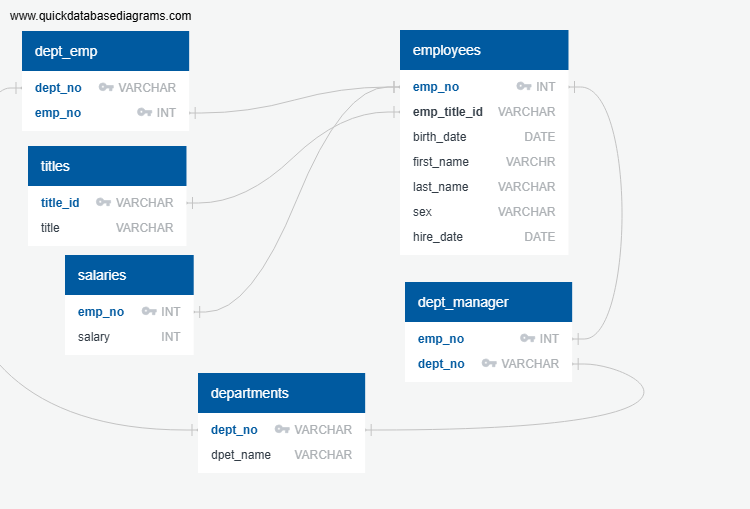 www.quickdatabasediagrams.com
dept_emp
dept_no VARCHAR
emp_no INT
titles
title_id VARCHAR
title VARCHAR
salaries
emp_no INT
salary INT
employees
emp_no INT
emp_title_id VARCHAR
birth_date DATE
first_name VARCHR
last_name VARCHAR
sex VARCHAR
hire_date DATE
dept_manager
emp_no INT
dept_no VARCHAR
departments
dept_no VARCHAR
dpet_name VARCHAR